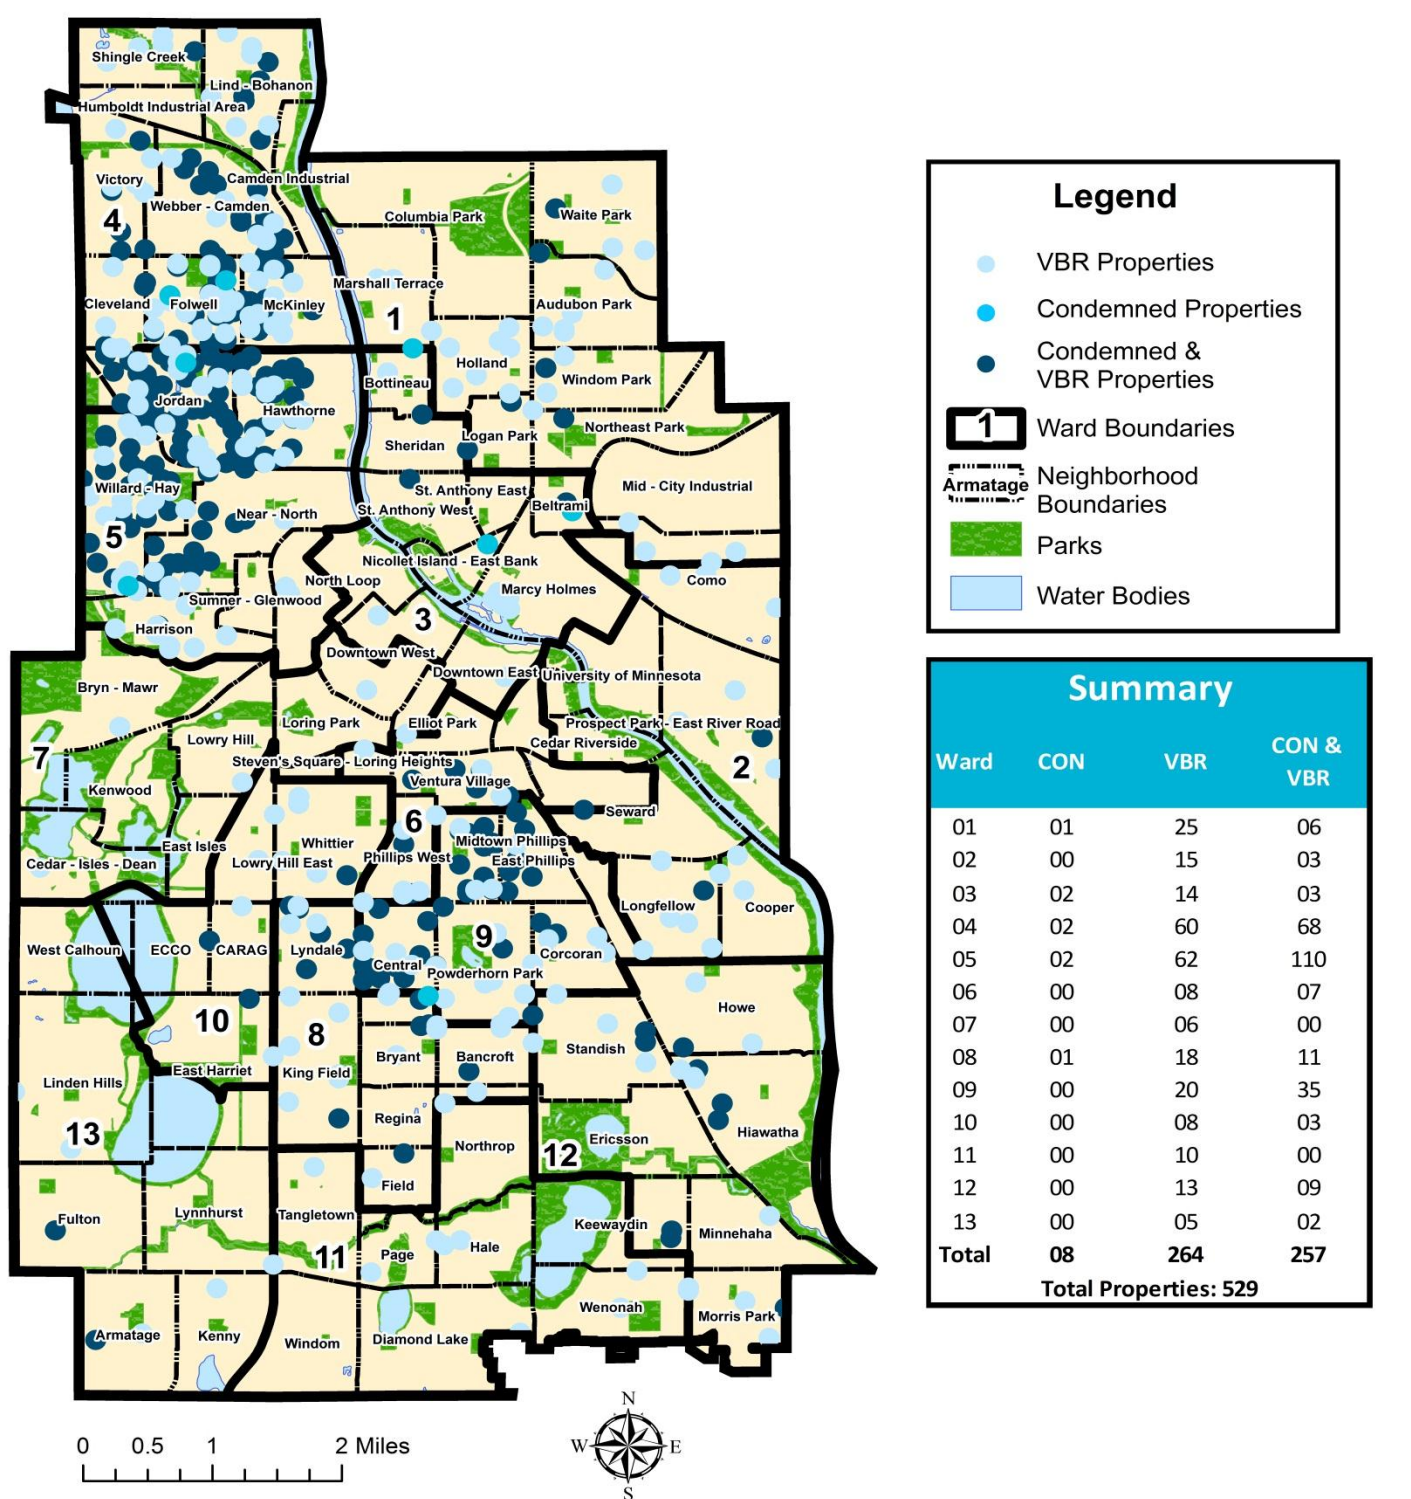 Shingle Creek
Lind - Bohanon
Humboldt Industrial Area
Victory
Camden Industrial
Webber - Camden
4
Columbia Park
Waite Park
Marshall Terrace
Cleveland
Folwell
McKinley
Audubon Park
1
Holland
Bottineau
Windom Park
Jordan
Hawthorne
Northeast Park
Logan Park
Sheridan
Willard - Hay
St. Anthony East
Mid - City Industrial
Near - North
St. Anthony West
Beltrami
5
Nicollet Island - East Bank
North Loop
Como
Marcy Holmes
Sumner - Glenwood
3
Harrison
Downtown West
Downtown East
University of Minnesota
Bryn - Mawr
Loring Park
Elliot Park
Prospect Park - East River Road
Lowry Hill
Cedar Riverside
7
Steven's Square - Loring Heights
2
Ventura Village
Kenwood
Seward
6
East Isles
Whittier
Midtown Phillips
Phillips West
East Phillips
Cedar - Isles - Dean
Lowry Hill East
Longfellow
Cooper
9
West Calhoun
ECCO
CARAG
Lyndale
Corcoran
Central
Powderhorn Park
Howe
10
8
Standish
Bryant
Bancroft
East Harriet
King Field
Linden Hills
Regina
13
Hiawatha
Ericsson
Northrop
12
Field
Fulton
Lynnhurst
Tangletown
Keewaydin
Minnehaha
11
Page
Hale
Wenonah
Morris Park
Armatage
Kenny
Windom
Diamond Lake
0 0.5 1 2 Miles
N
W E
S
Legend
VBR Properties
Condemned Properties
Condemned &
VBR Properties
1 Ward Boundaries
Armatage Neighborhood
Boundaries
Parks
Water Bodies
Summary
Ward CON VBR CON &
VBR
01 01 25 06
02 00 15 03
03 02 14 03
04 02 60 68
05 02 62 110
06 00 08 07
07 00 06 00
08 01 18 11
09 00 20 35
10 00 08 03
11 00 10 00
12 00 13 09
13 00 05 02
Total 08 264 257
Total Properties: 529